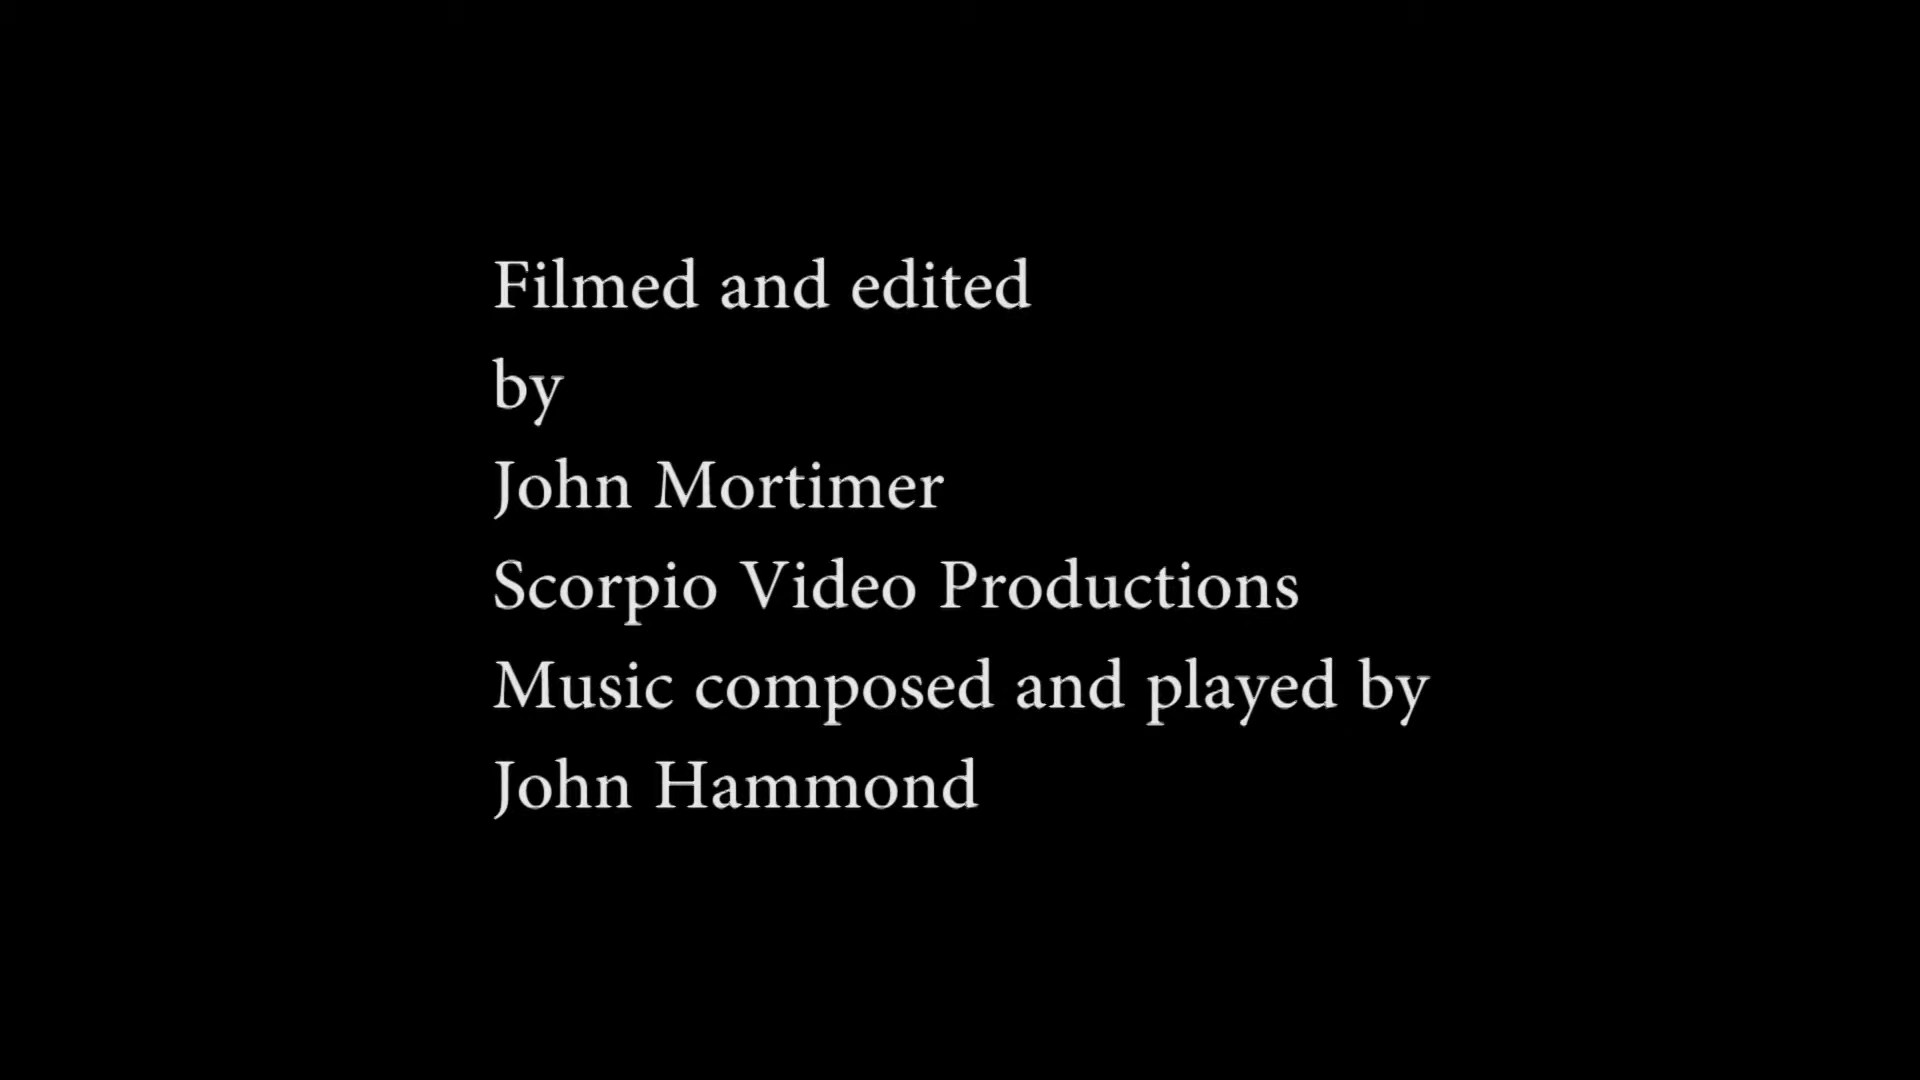 Filmed and edited
by
John Mortimer
Scorpio Video Productions
Music composed and played by
John Hammond